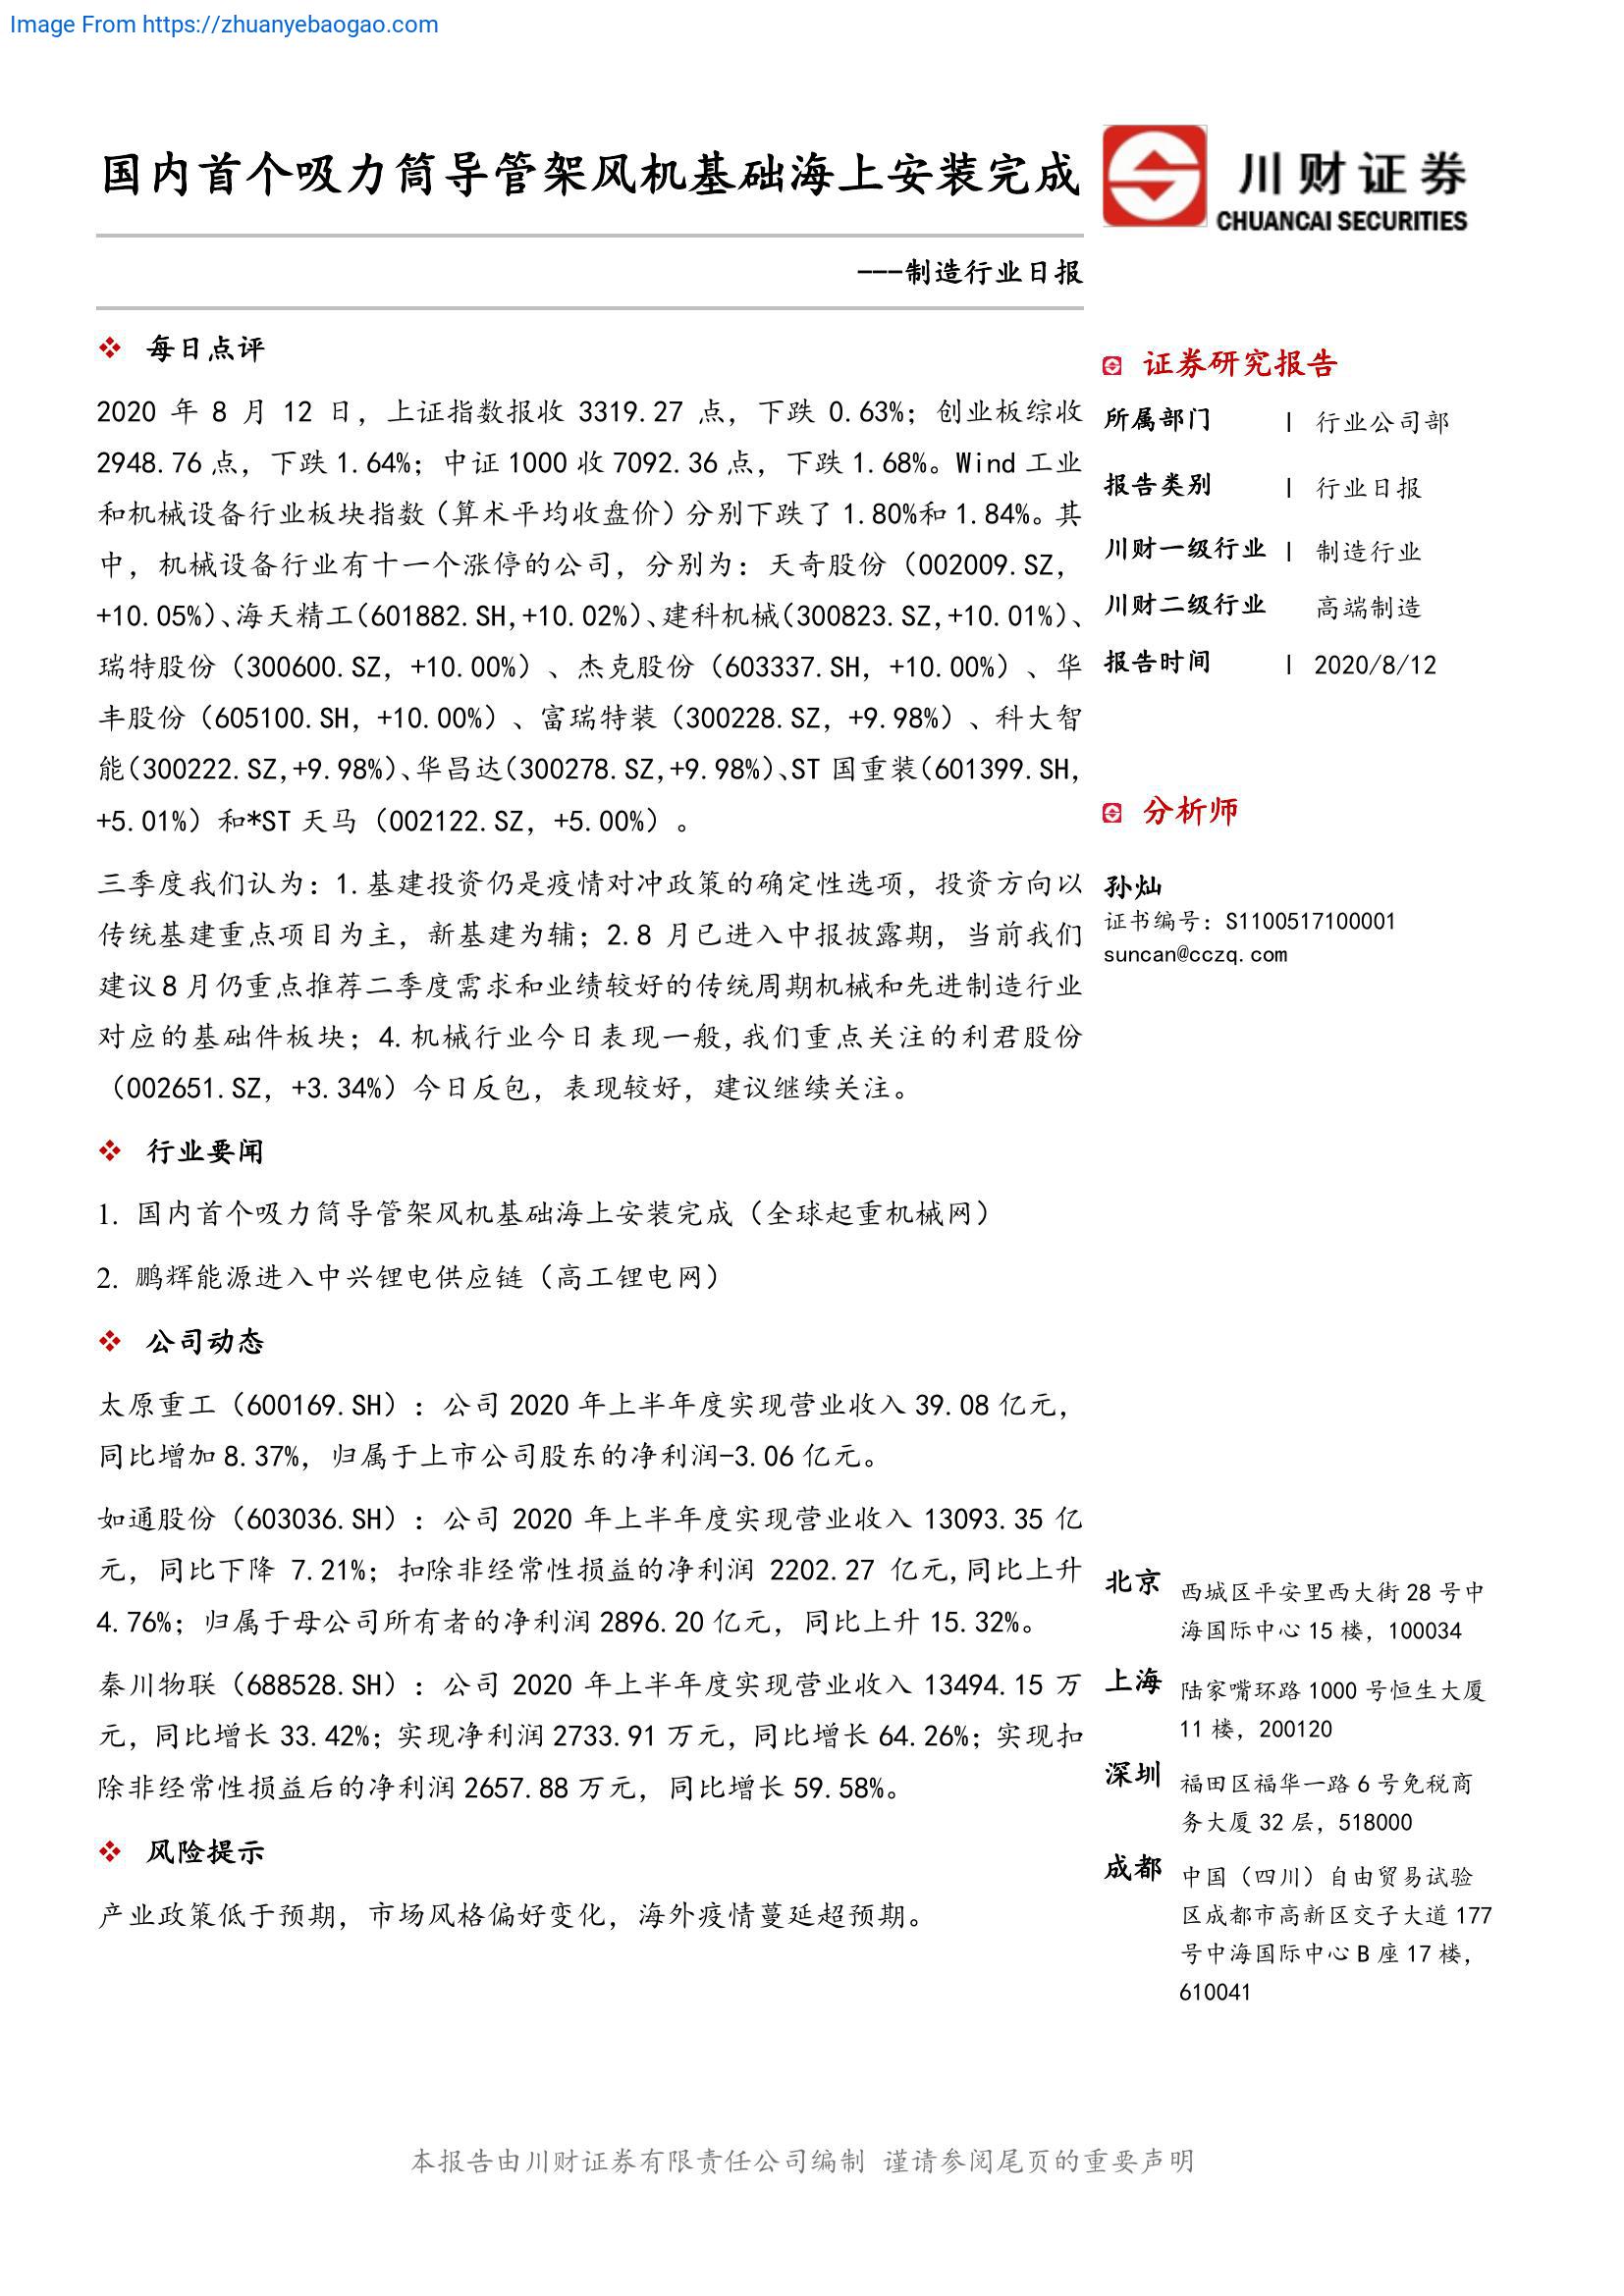 Image From https://zhuanyebaogao.com
国内首个吸力筒导管架风机基础海上安装完成
川财证券
CHUANCAI SECURITIES
---制造行业日报
每日点评
2020 年 8 月 12 日，上证指数报收 3319.27 点，下跌 0.63%；创业板综收
2948.76 点，下跌 1.64%；中证 1000 收 7092.36 点，下跌 1.68%。Wind 工业
和机械设备行业板块指数（算术平均收盘价）分别下跌了 1.80%和 1.84%。其
中，机械设备行业有十一个涨停的公司，分别为：天奇股份（002009.SZ，
+10.05%）、海天精工（601882.SH,+10.02%）、建科机械（300823.SZ,+10.01%）、
瑞特股份（300600.SZ，+10.00%）、杰克股份（603337.SH，+10.00%）、华
丰股份（605100.SH，+10.00%）、富瑞特装（300228.SZ，+9.98%）、科大智
能（300222.SZ,+9.98%）、华昌达（300278.SZ,+9.98%）、ST 国重装（601399.SH,
+5.01%）和*ST 天马（002122.SZ，+5.00%）。
三季度我们认为：1.基建投资仍是疫情对冲政策的确定性选项，投资方向以
传统基建重点项目为主，新基建为辅；2.8 月已进入中报披露期，当前我们
建议 8 月仍重点推荐二季度需求和业绩较好的传统周期机械和先进制造行业
对应的基础件板块；4.机械行业今日表现一般,我们重点关注的利君股份
（002651.SZ，+3.34%）今日反包，表现较好，建议继续关注。
行业要闻
1. 国内首个吸力筒导管架风机基础海上安装完成（全球起重机械网）
2. 鹏辉能源进入中兴锂电供应链（高工锂电网）
公司动态
太原重工（600169.SH）：公司 2020 年上半年度实现营业收入 39.08 亿元，
同比增加 8.37%，归属于上市公司股东的净利润-3.06 亿元。
如通股份（603036.SH）：公司 2020 年上半年度实现营业收入 13093.35 亿
元，同比下降 7.21%；扣除非经常性损益的净利润 2202.27 亿元,同比上升
4.76%；归属于母公司所有者的净利润 2896.20 亿元，同比上升 15.32%。
秦川物联（688528.SH）：公司 2020 年上半年度实现营业收入 13494.15 万
元，同比增长 33.42%；实现净利润 2733.91 万元，同比增长 64.26%；实现扣
除非经常性损益后的净利润 2657.88 万元，同比增长 59.58%。
风险提示
产业政策低于预期，市场风格偏好变化，海外疫情蔓延超预期。
证券研究报告
所属部门 | 行业公司部
报告类别 | 行业日报
川财一级行业 | 制造行业
川财二级行业 高端制造
报告时间 | 2020/8/12
分析师
孙灿
证书编号：S1100517100001
suncan@cczq.com
北京 西城区平安里西大街 28 号中
海国际中心 15 楼，100034
上海 陆家嘴环路 1000 号恒生大厦
11 楼，200120
深圳 福田区福华一路 6 号免税商
务大厦 32 层，518000
成都 中国（四川）自由贸易试验
区成都市高新区交子大道 177
号中海国际中心 B 座 17 楼，
610041
本报告由川财证券有限责任公司编制 谨请参阅尾页的重要声明